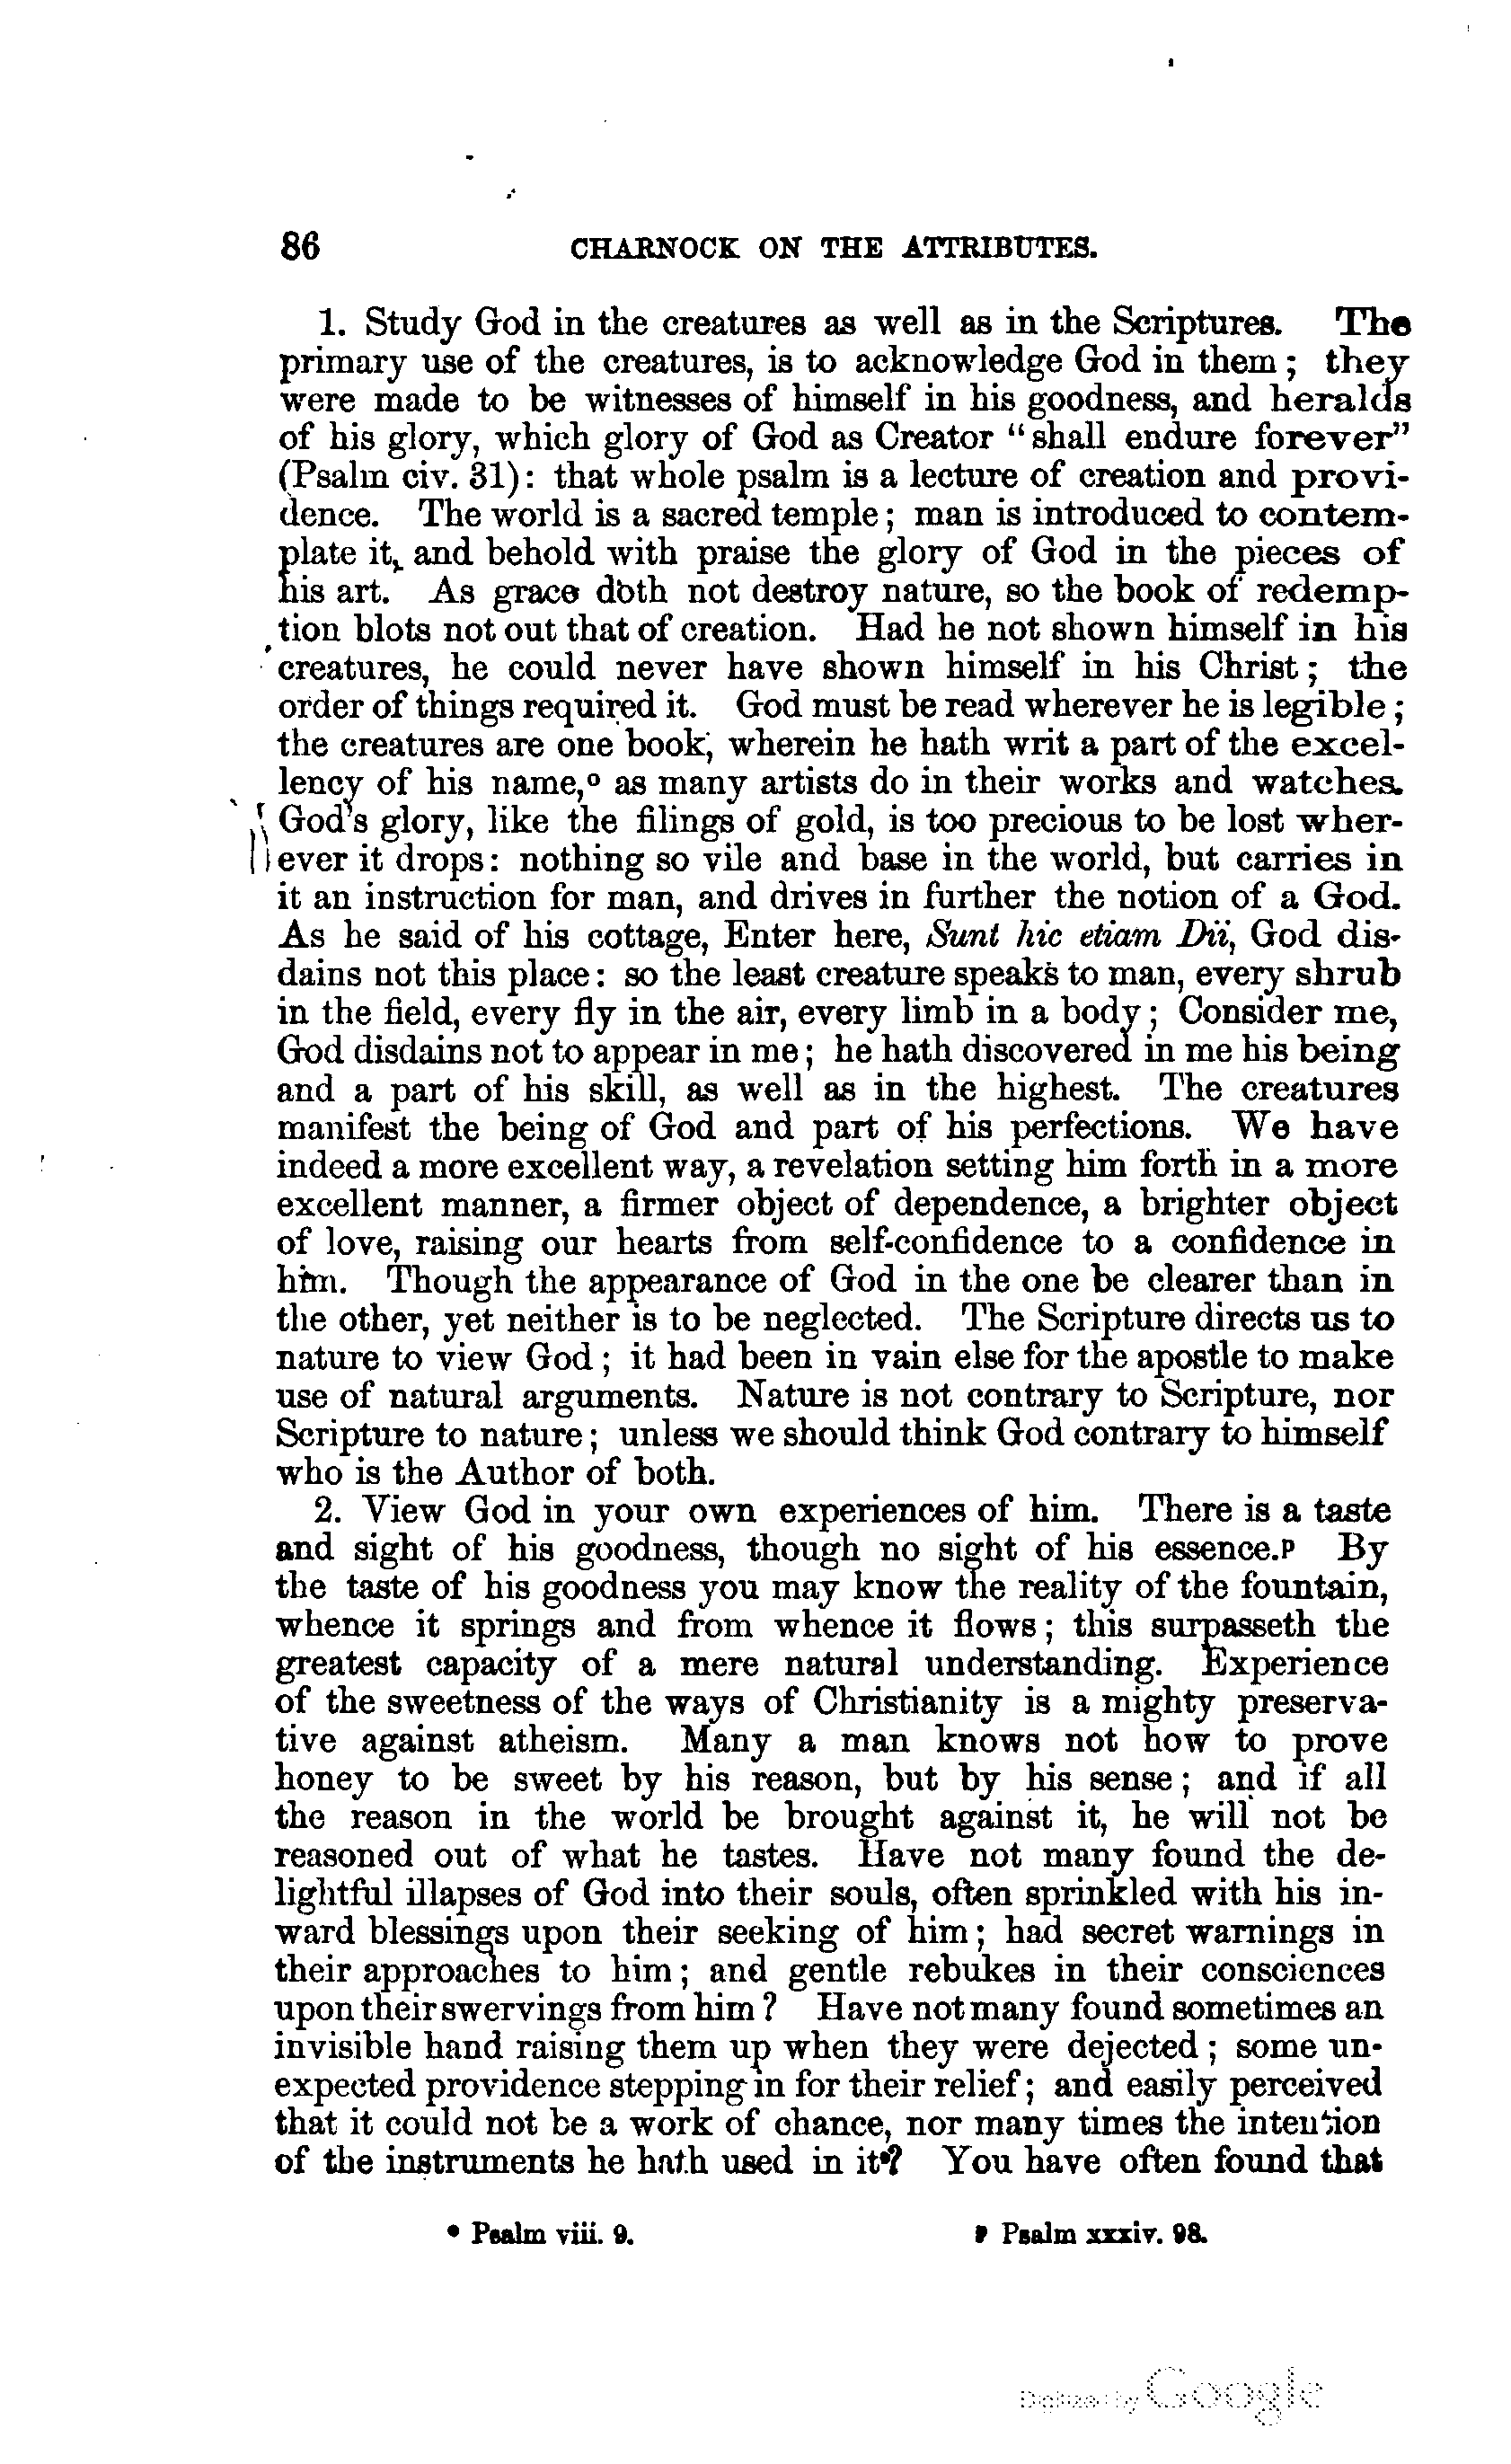 86 CHARNOCK ON THE ATTRIBUTES.
1. Study God in the creatures as well as in the Scriptures. The
primary use of the creatures, is to acknowledge God in them; they
were made to be witnesses of himself in his goodness, and heralds
of his glory, which glory of God as Creator "shall endure forever"
(Psalm civ. 31): that whole psalm is a lecture of creation and provi-
dence. The world is a sacred temple; man is introduced to contem-
plate it, and behold with praise the glory of God in the pieces of
his art. As grace doth not destroy nature, so the book of redemp-
tion blots not out that of creation. Had he not shown himself in his
creatures, he could never have shown himself in his Christ; the
order of things required it. God must be read wherever he is legible;
the creatures are one book, wherein he hath writ a part of the excel-
lency of his name,o as many artists do in their works and watches.
God's glory, like the filings of gold, is too precious to be lost wher-
ever it drops: nothing so vile and base in the world, but carries in
it an instruction for man, and drives in further the notion of a God.
As he said of his cottage, Enter here, Sunt hic etiam Dii, God dis-
dains not this place: so the least creature speaks to man, every shrub
in the field, every fly in the air, every limb in a body; Consider me,
God disdains not to appear in me; he hath discovered in me his being
and a part of his skill, as well as in the highest. The creatures
manifest the being of God and part of his perfections. We have
indeed a more excellent way, a revelation setting him forth in a more
excellent manner, a firmer object of dependence, a brighter object
of love, raising our hearts from self-confidence to a confidence in
him. Though the appearance of God in the one be clearer than in
the other, yet neither is to be neglected. The Scripture directs us to
nature to view God; it had been in vain else for the apostle to make
use of natural arguments. Nature is not contrary to Scripture, nor
Scripture to nature; unless we should think God contrary to himself
who is the Author of both.
2. View God in your own experiences of him. There is a taste
and sight of his goodness, though no sight of his essence.p By
the taste of his goodness you may know the reality of the fountain,
whence it springs and from whence it flows; this surpasseth the
greatest capacity of a mere natural understanding. Experience
of the sweetness of the ways of Christianity is a mighty preserva-
tive against atheism. Many a man knows not how to prove
honey to be sweet by his reason, but by his sense; and if all
the reason in the world be brought against it, he will not be
reasoned out of what he tastes. Have not many found the de-
lightful illapses of God into their souls, often sprinkled with his in-
ward blessings upon their seeking of him; had secret warnings in
their approaches to him; and gentle rebukes in their consciences
upon their swervings from him? Have not many found sometimes an
invisible hand raising them up when they were dejected; some un-
expected providence stepping in for their relief; and easily perceived
that it could not be a work of chance, nor many times the intention
of the instruments he hath used in it? You have often found that
o Psalm viii. 9. p Psalm xxxiv. 98.
Digitized by Google